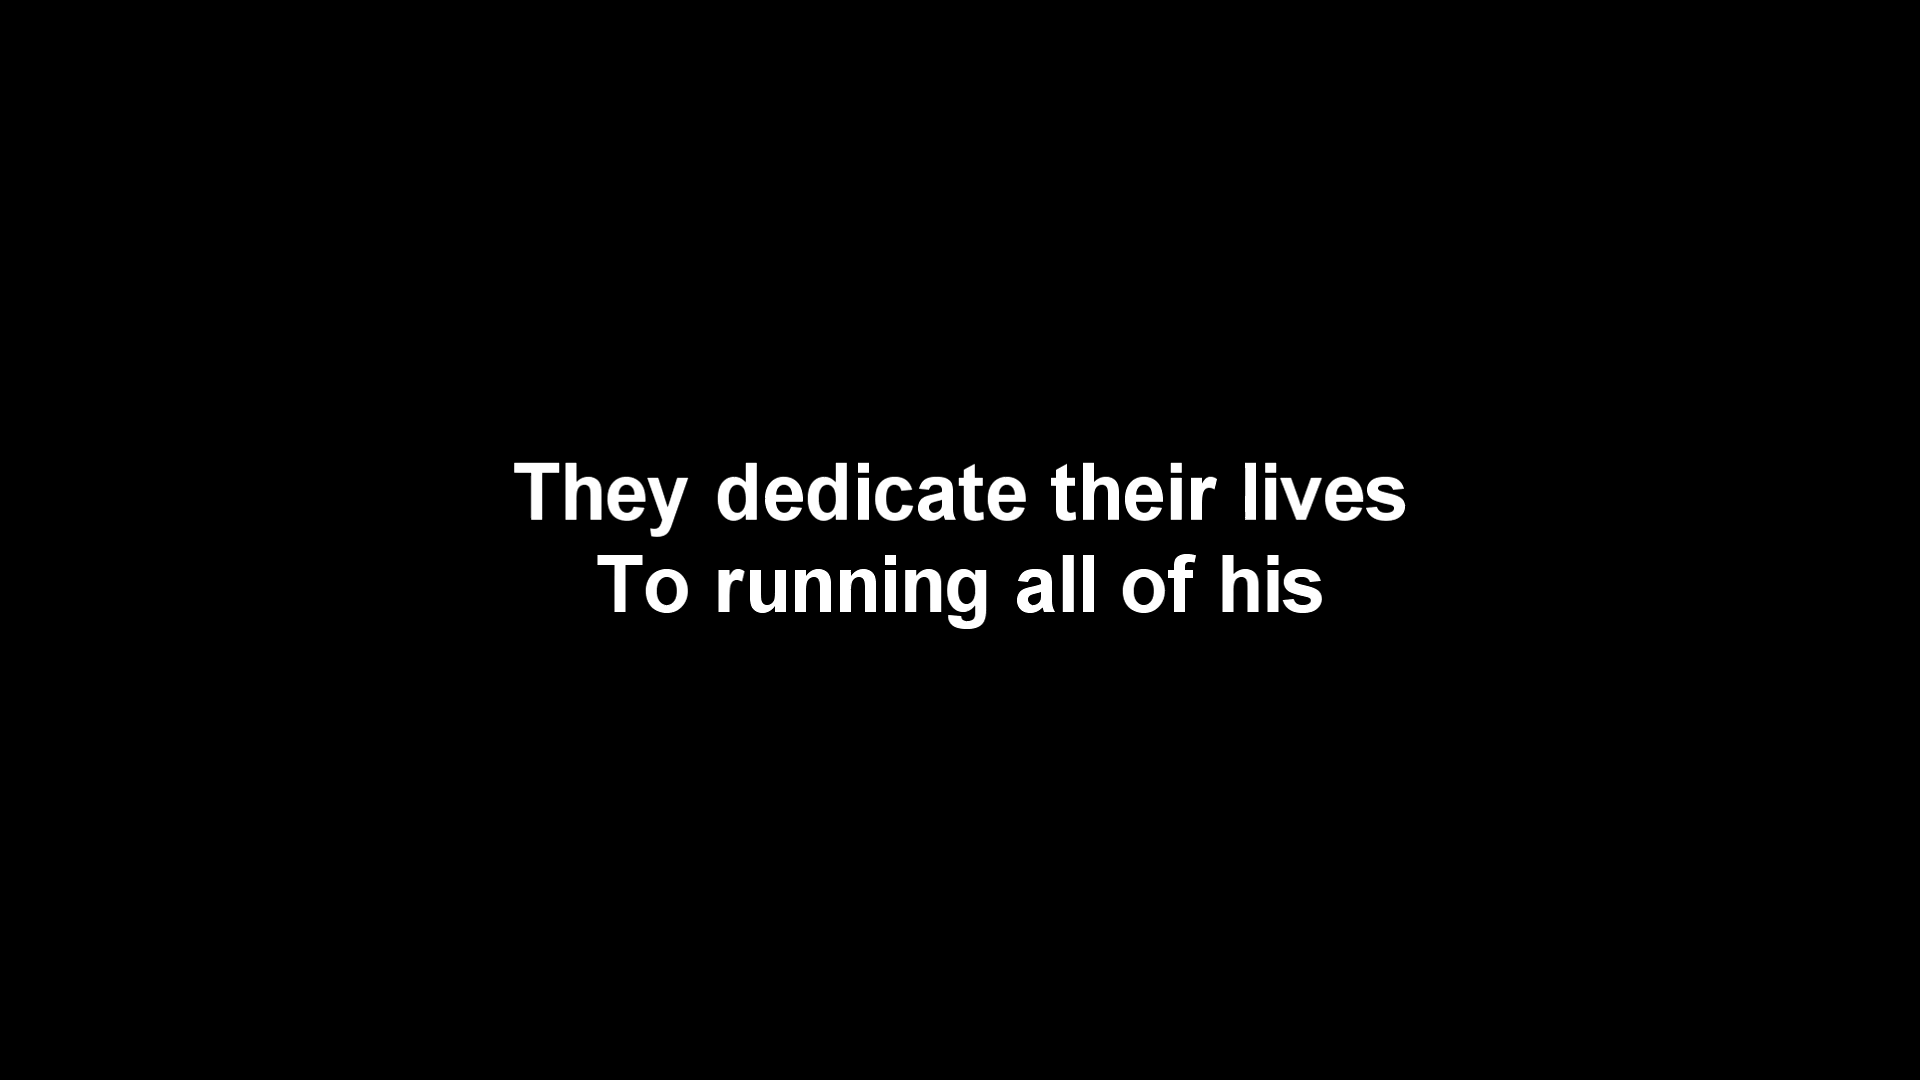 They dedicate their lives
To running all of his